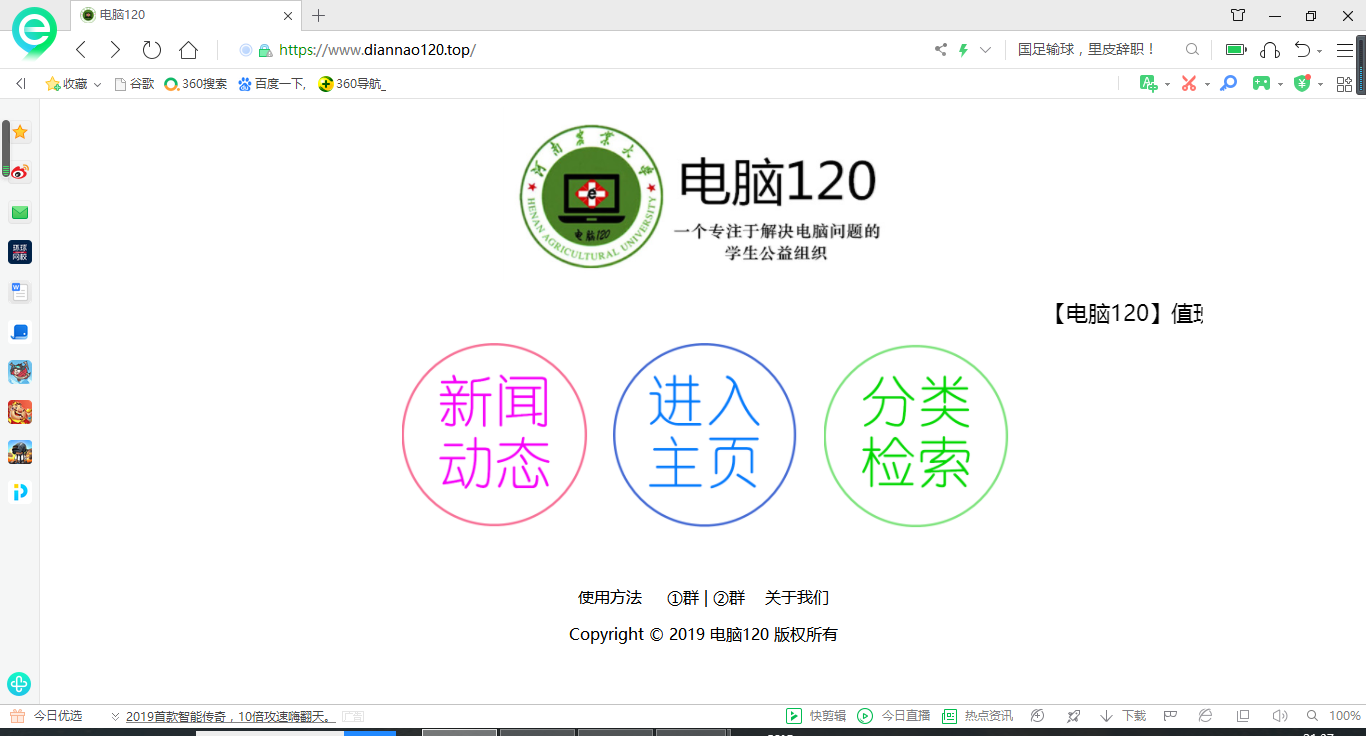 电脑120
https://www.diannao120.top/
国足输球，里皮辞职！
收藏
谷歌
360搜索
百度一下,
360导航_
河南农业大学
HENAN AGRICULTURAL UNIVERSITY
e
电脑120
电脑120
一个专注于解决电脑问题的
学生公益组织
【电脑120】值
新闻
动态
进入
主页
分类
检索
使用方法 ①群 | ②群 关于我们
Copyright © 2019 电脑120 版权所有
环球
网校
今日优选
2019首款智能传奇，10倍攻速嗨翻天。
广告
快剪辑
今日直播
热点资讯
下载
100%